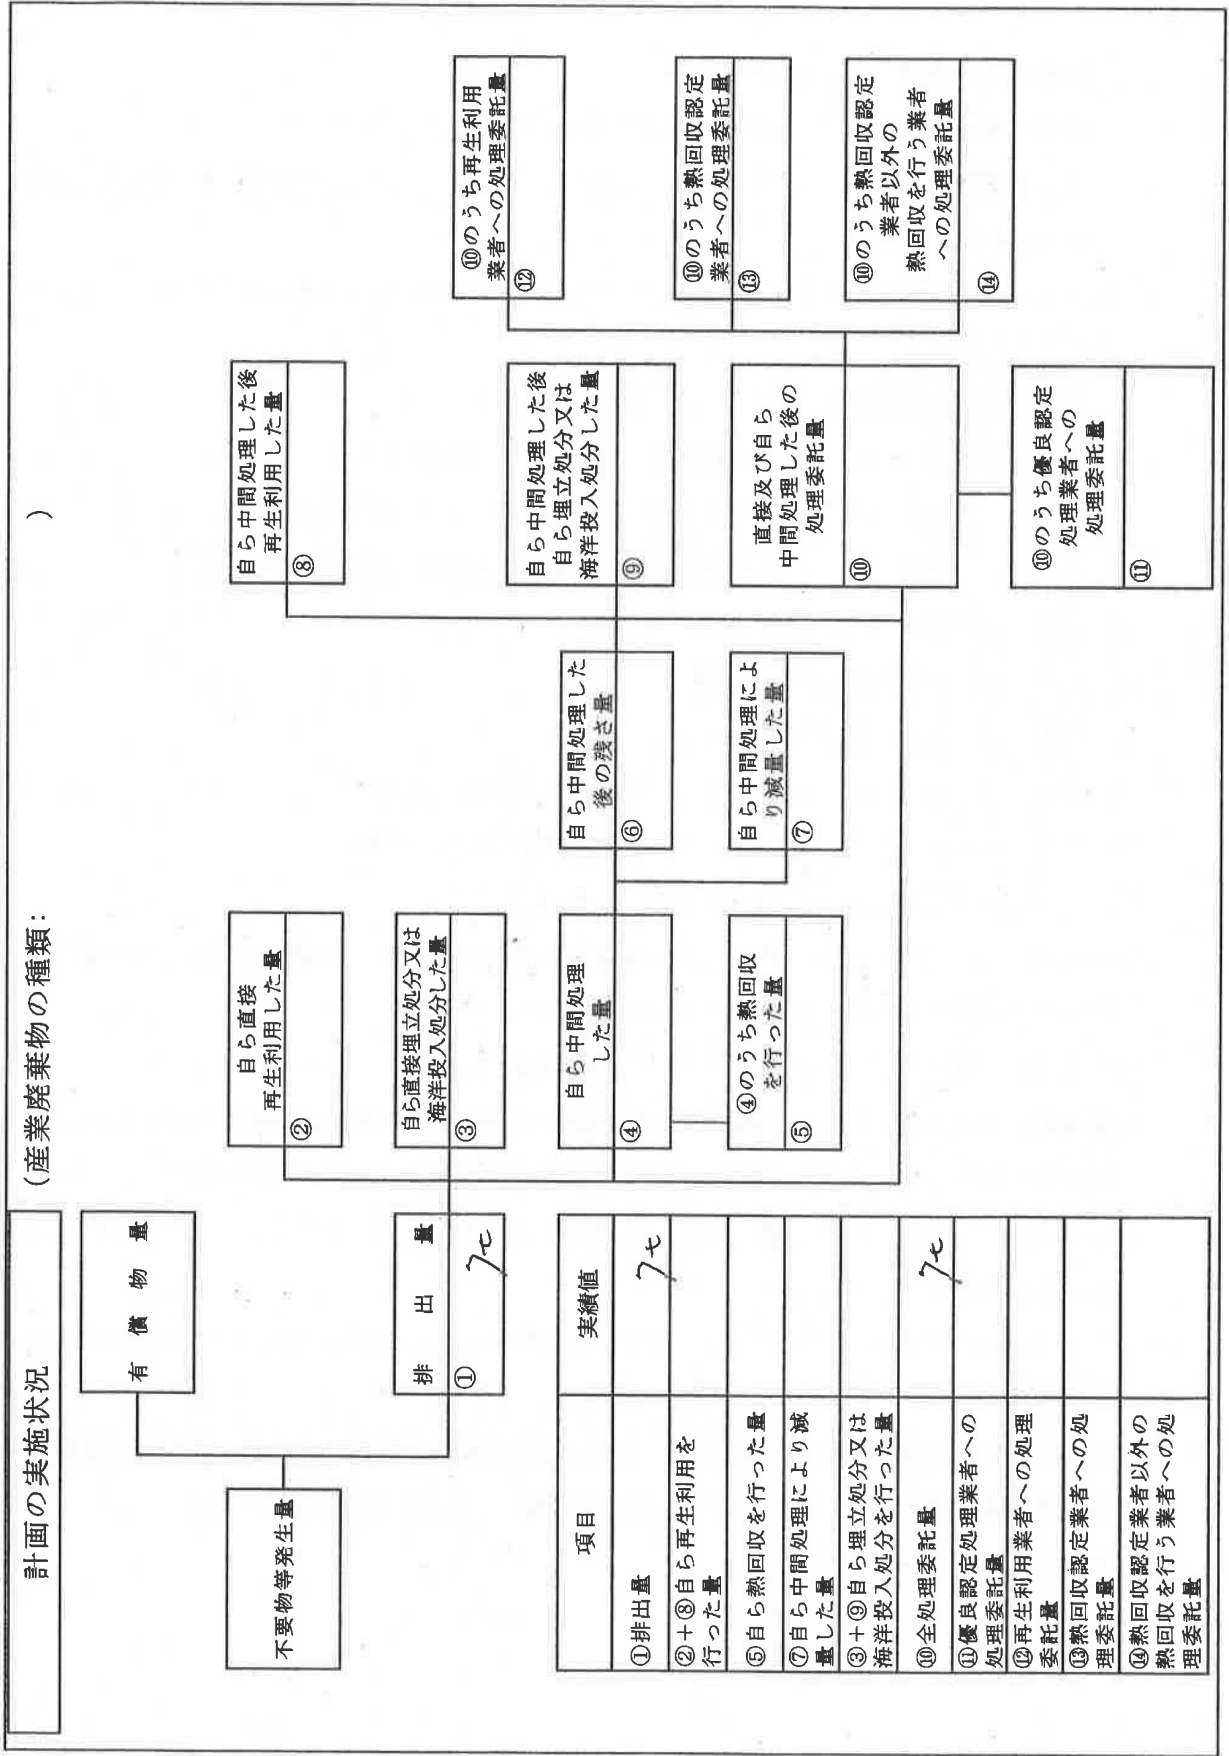 計画の実施状況
(産業廃棄物の種類: )
不要物等発生量
有償物量
排出量
①
7t
自ら直接
再生利用した量
②
自ら直接埋立処分又は
海洋投入処分した量
③
自ら中間処理
した量
④
④のうち熱回収
を行った量
⑤
自ら中間処理した
後の残さ量
⑥
自ら中間処理によ
り減量した量
⑦
自ら中間処理した後
再生利用した量
⑧
自ら中間処理した後
自ら埋立処分又は
海洋投入処分した量
⑨
直接及び自ら
中間処理した後の
処理委託量
⑩
⑩のうち優良認定
処理業者への
処理委託量
⑪
⑩のうち再生利用
業者への処理委託量
⑫
⑩のうち熱回収認定
業者への処理委託量
⑬
⑩のうち熱回収認定
業者以外の
熱回収を行う業者
への処理委託量
⑭
項目 実績値
①排出量 7t
②+⑧自ら再生利用を
行った量
⑤自ら熱回収を行った量
⑦自ら中間処理により減
量した量
③+⑨自ら埋立処分又は
海洋投入処分を行った量
⑩全処理委託量 7t
⑪優良認定処理業者への
処理委託量
⑫再生利用業者への処理
委託量
⑬熱回収認定業者への処
理委託量
⑭熱回収認定業者以外の
熱回収を行う業者への処
理委託量